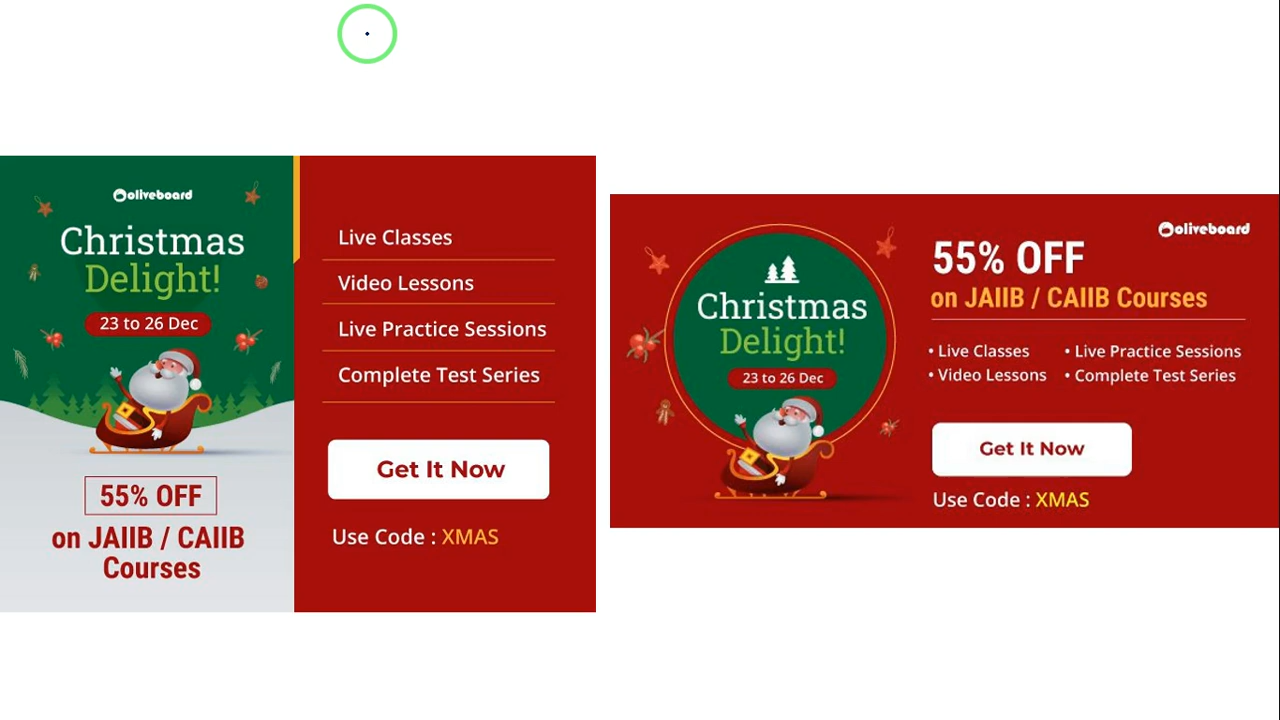 oliveboard
Christmas
Delight!
23 to 26 Dec
55% OFF
on JAIIB / CAIIB
Courses
Live Classes
Video Lessons
Live Practice Sessions
Complete Test Series
Get It Now
Use Code : XMAS
Christmas
Delight!
23 to 26 Dec
oliveboard
55% OFF
on JAIIB / CAIIB Courses
• Live Classes • Live Practice Sessions
• Video Lessons • Complete Test Series
Get It Now
Use Code : XMAS